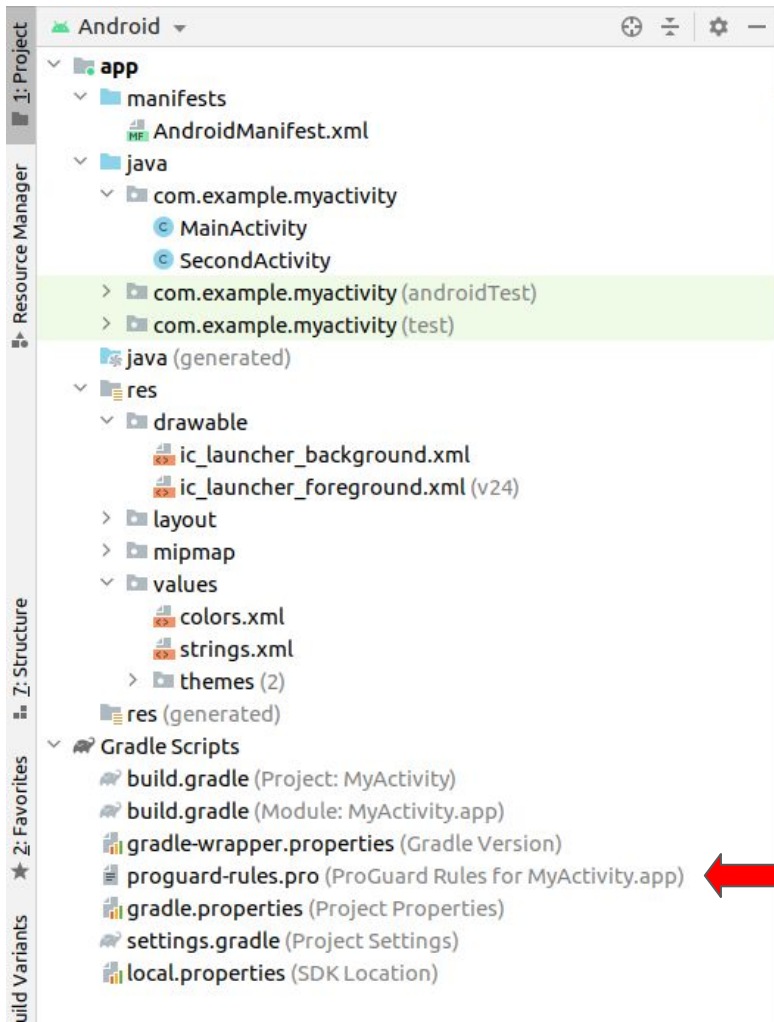 Android
app
manifests
MF AndroidManifest.xml
java
com.example.myactivity
C MainActivity
C SecondActivity
com.example.myactivity (androidTest)
com.example.myactivity (test)
java (generated)
res
drawable
ic_launcher_background.xml
ic_launcher_foreground.xml (v24)
layout
mipmap
values
colors.xml
strings.xml
themes (2)
res (generated)
Gradle Scripts
build.gradle (Project: MyActivity)
build.gradle (Module: MyActivity.app)
gradle-wrapper.properties (Gradle Version)
proguard-rules.pro (ProGuard Rules for MyActivity.app)
gradle.properties (Project Properties)
settings.gradle (Project Settings)
local.properties (SDK Location)
1: Project
Resource Manager
7: Structure
2: Favorites
uild Variants